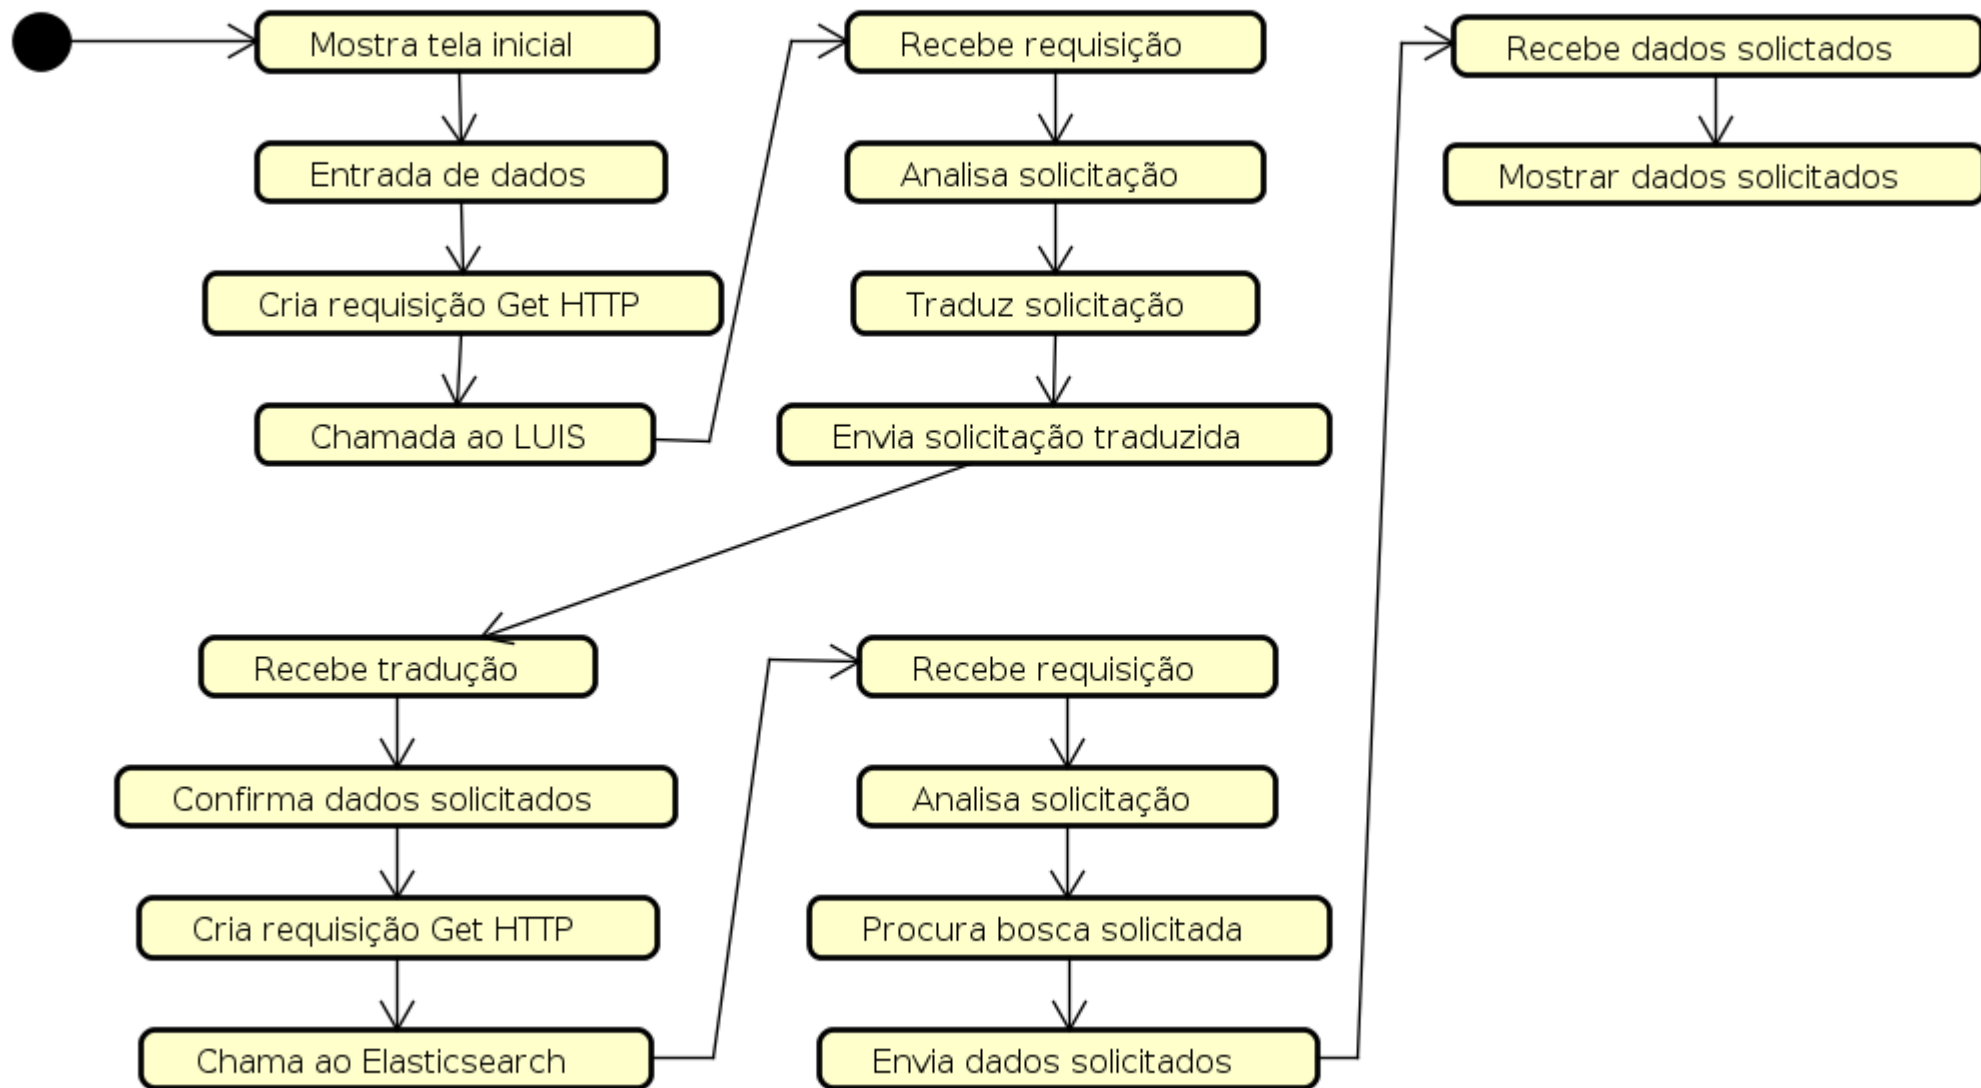 Mostra tela inicial
Entrada de dados
Cria requisição Get HTTP
Chamada ao LUIS
Recebe requisição
Analisa solicitação
Traduz solicitação
Envia solicitação traduzida
Recebe tradução
Confirma dados solicitados
Cria requisição Get HTTP
Chama ao Elasticsearch
Recebe requisição
Analisa solicitação
Procura bosca solicitada
Envia dados solicitados
Recebe dados solictados
Mostrar dados solicitados